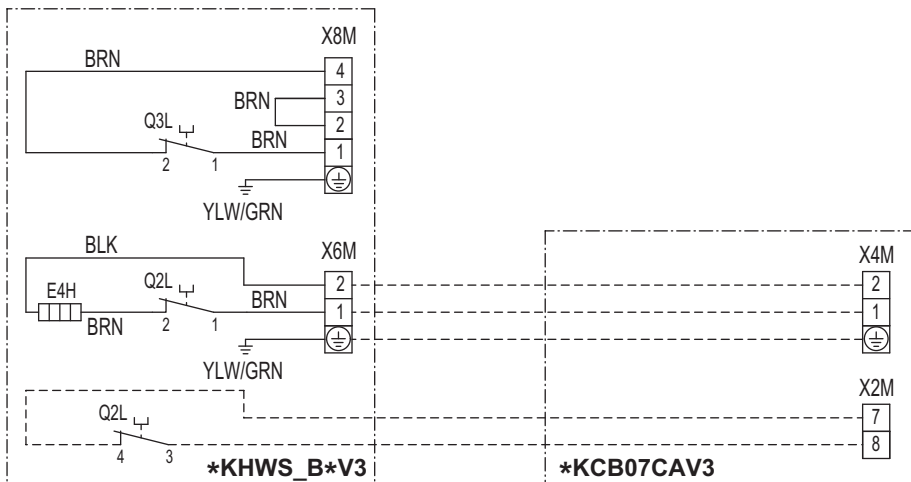 X8M
BRN
4
BRN
3
2
Q3L
BRN
1
2 1
YLW/GRN
BLK
X6M
X4M
E4H
Q2L
2
2
BRN
BRN
1
1
2 1
YLW/GRN
X2M
Q2L
7
8
4 3
*KHWS_B*V3
*KCB07CAV3